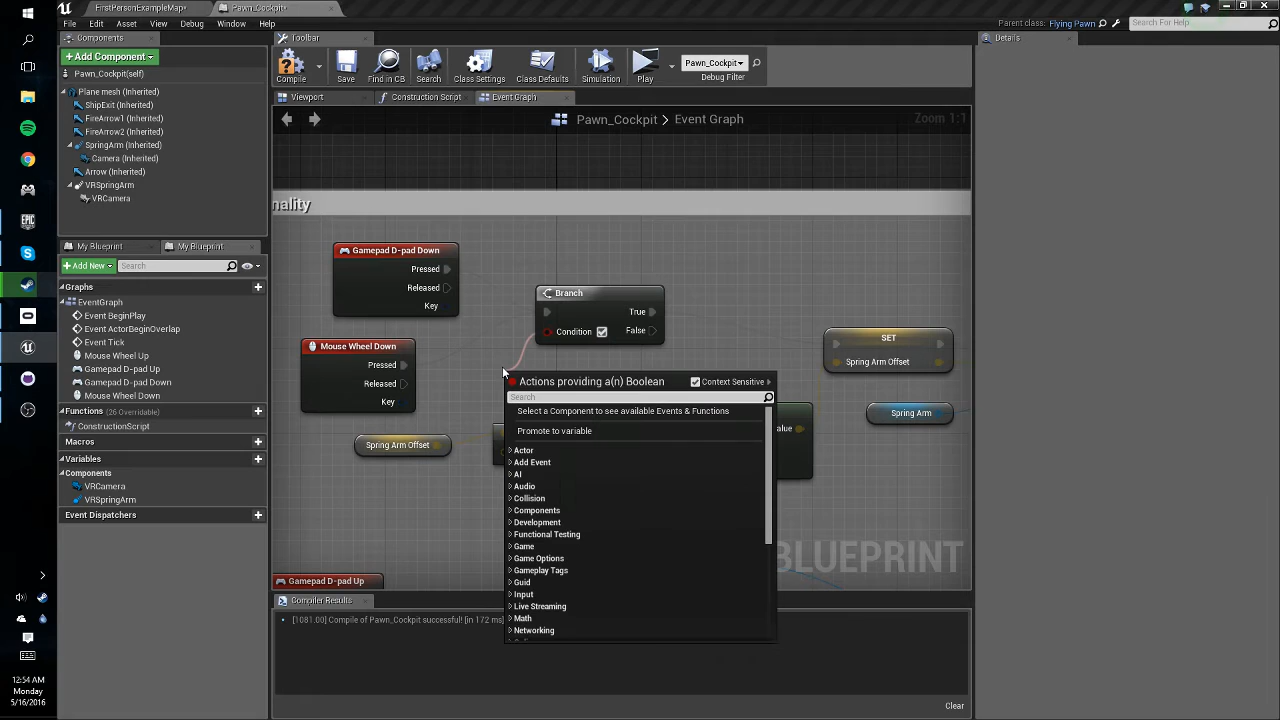 FirstPersonExampleMap*
Pawn_Cockpit*
File Edit Asset View Debug Window Help
Parent class: Flying Pawn
Search For Help
Components
Toolbar
Details
Add Component
Pawn_Cockpit(self)
Plane mesh (Inherited)
ShipExit (Inherited)
FireArrow1 (Inherited)
FireArrow2 (Inherited)
SpringArm (Inherited)
Camera (Inherited)
Arrow (Inherited)
VRSpringArm
VRCamera
Compile
Save
Find in CB
Search
Class Settings
Class Defaults
Simulation
Play
Pawn_Cockpit
Debug Filter
Viewport
Construction Script
Event Graph
Pawn_Cockpit > Event Graph
Zoom 1:1
nality
Gamepad D-pad Down
Pressed
Released
Key
Branch
True
Condition
False
Mouse Wheel Down
Pressed
Released
Key
SET
Spring Arm Offset
Spring Arm
Spring Arm Offset
alue
Gamepad D-pad Up
BLUEPRINT
Actions providing a(n) Boolean
Context Sensitive
Search
Select a Component to see available Events & Functions
Promote to variable
Actor
Add Event
AI
Audio
Collision
Components
Development
Functional Testing
Game
Game Options
Gameplay Tags
Guid
Input
Live Streaming
Math
Networking
My Blueprint
My Blueprint
Add New
Search
Graphs
EventGraph
Event BeginPlay
Event ActorBeginOverlap
Event Tick
Mouse Wheel Up
Gamepad D-pad Up
Gamepad D-pad Down
Mouse Wheel Down
Functions (26 Overridable)
ConstructionScript
Macros
Variables
Components
VRCamera
VRSpringArm
Event Dispatchers
Compiler Results
[1081.00] Compile of Pawn_Cockpit successful! [in 172 ms]
Clear
EPIC
12:54 AM
Monday
5/16/2016